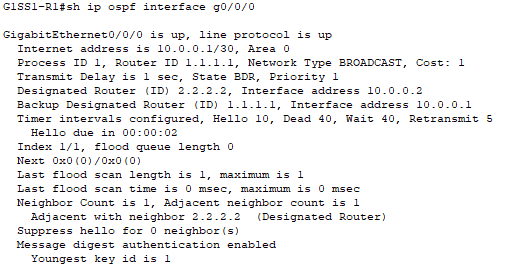 G1SS1-R1#sh ip ospf interface g0/0/0
GigabitEthernet0/0/0 is up, line protocol is up
Internet address is 10.0.0.1/30, Area 0
Process ID 1, Router ID 1.1.1.1, Network Type BROADCAST, Cost: 1
Transmit Delay is 1 sec, State BDR, Priority 1
Designated Router (ID) 2.2.2.2, Interface address 10.0.0.2
Backup Designated Router (ID) 1.1.1.1, Interface address 10.0.0.1
Timer intervals configured, Hello 10, Dead 40, Wait 40, Retransmit 5
Hello due in 00:00:02
Index 1/1, flood queue length 0
Next 0x0(0)/0x0(0)
Last flood scan length is 1, maximum is 1
Last flood scan time is 0 msec, maximum is 0 msec
Neighbor Count is 1, Adjacent neighbor count is 1
Adjacent with neighbor 2.2.2.2  (Designated Router)
Suppress hello for 0 neighbor(s)
Message digest authentication enabled
Youngest key id is 1